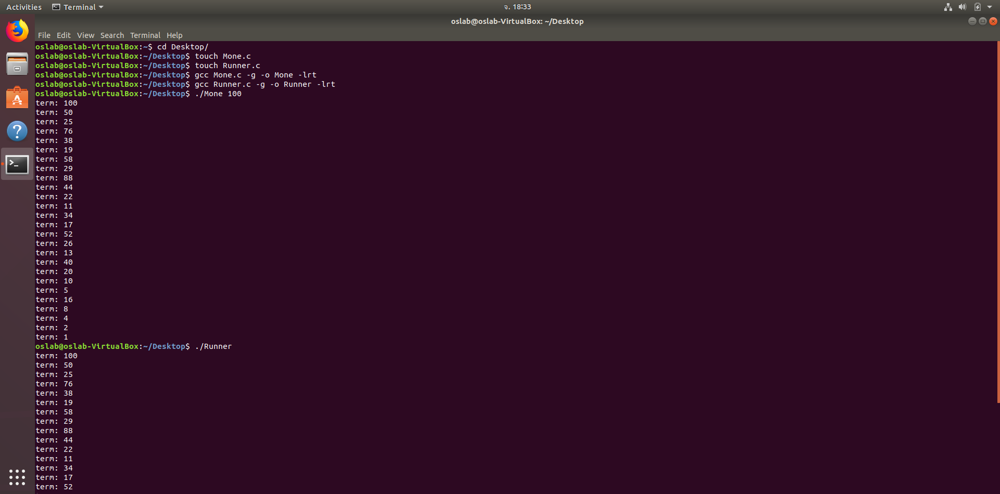 Activities Terminal จ. 18:33
oslab@oslab-VirtualBox: ~/Desktop
File Edit View Search Terminal Help
oslab@oslab-VirtualBox:~$ cd Desktop/
oslab@oslab-VirtualBox:~/Desktop$ touch Mone.c
oslab@oslab-VirtualBox:~/Desktop$ touch Runner.c
oslab@oslab-VirtualBox:~/Desktop$ gcc Mone.c -g -o Mone -lrt
oslab@oslab-VirtualBox:~/Desktop$ gcc Runner.c -g -o Runner -lrt
oslab@oslab-VirtualBox:~/Desktop$ ./Mone 100
term: 100
term: 50
term: 25
term: 76
term: 38
term: 19
term: 58
term: 29
term: 88
term: 44
term: 22
term: 11
term: 34
term: 17
term: 52
term: 26
term: 13
term: 40
term: 20
term: 10
term: 5
term: 16
term: 8
term: 4
term: 2
term: 1
oslab@oslab-VirtualBox:~/Desktop$ ./Runner
term: 100
term: 50
term: 25
term: 76
term: 38
term: 19
term: 58
term: 29
term: 88
term: 44
term: 22
term: 11
term: 34
term: 17
term: 52